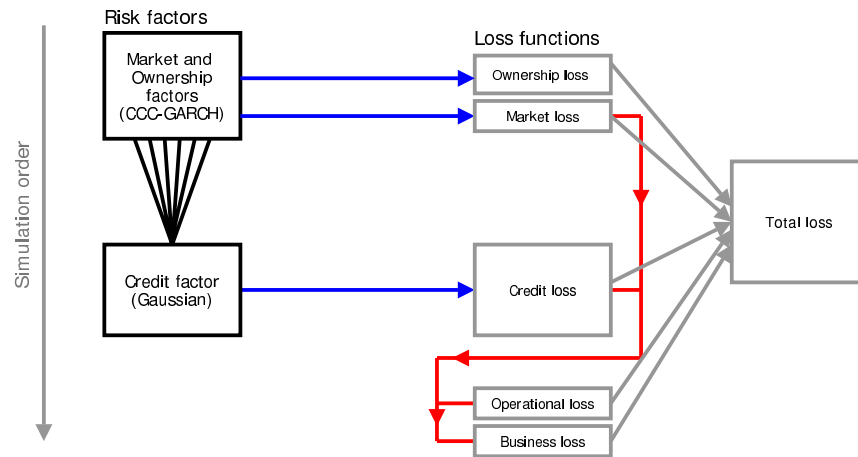 Risk factors
Loss functions
Market and
Ownership
factors
(CCC-GARCH)
Ownership loss
Market loss
Simulation order
Total loss
Credit factor
(Gaussian)
Credit loss
Operational loss
Business loss